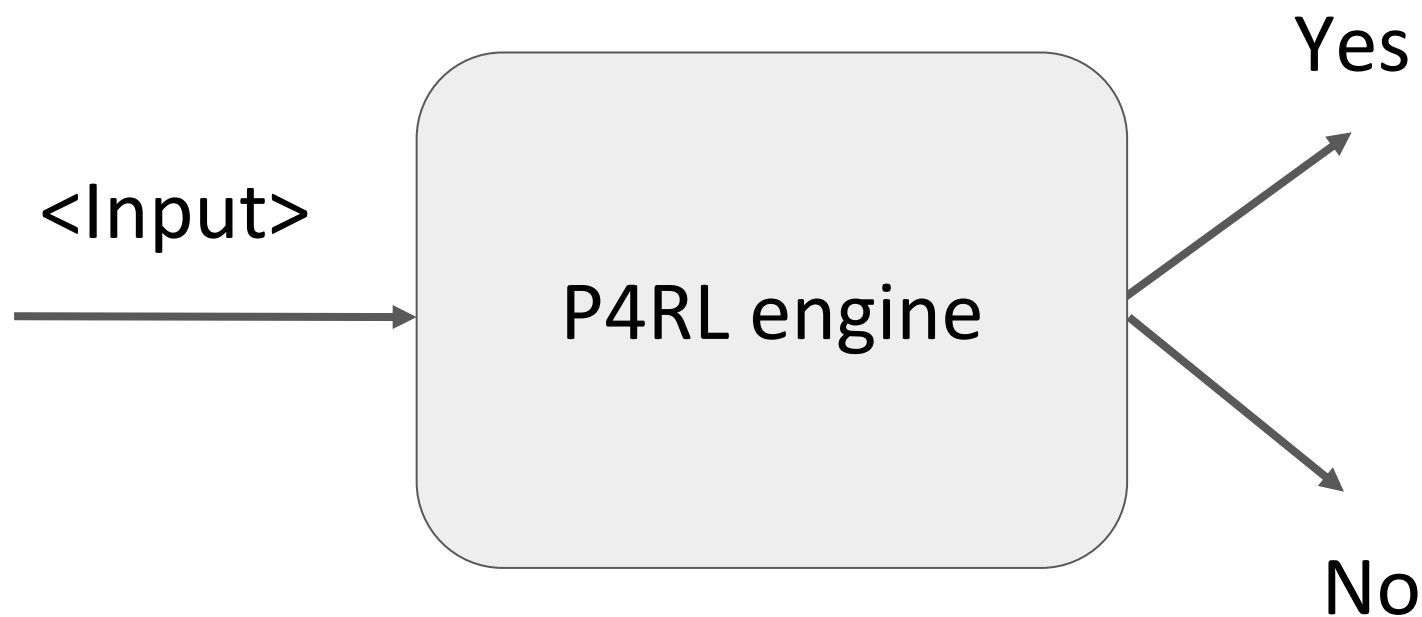 Yes
<Input>
P4RL engine
No